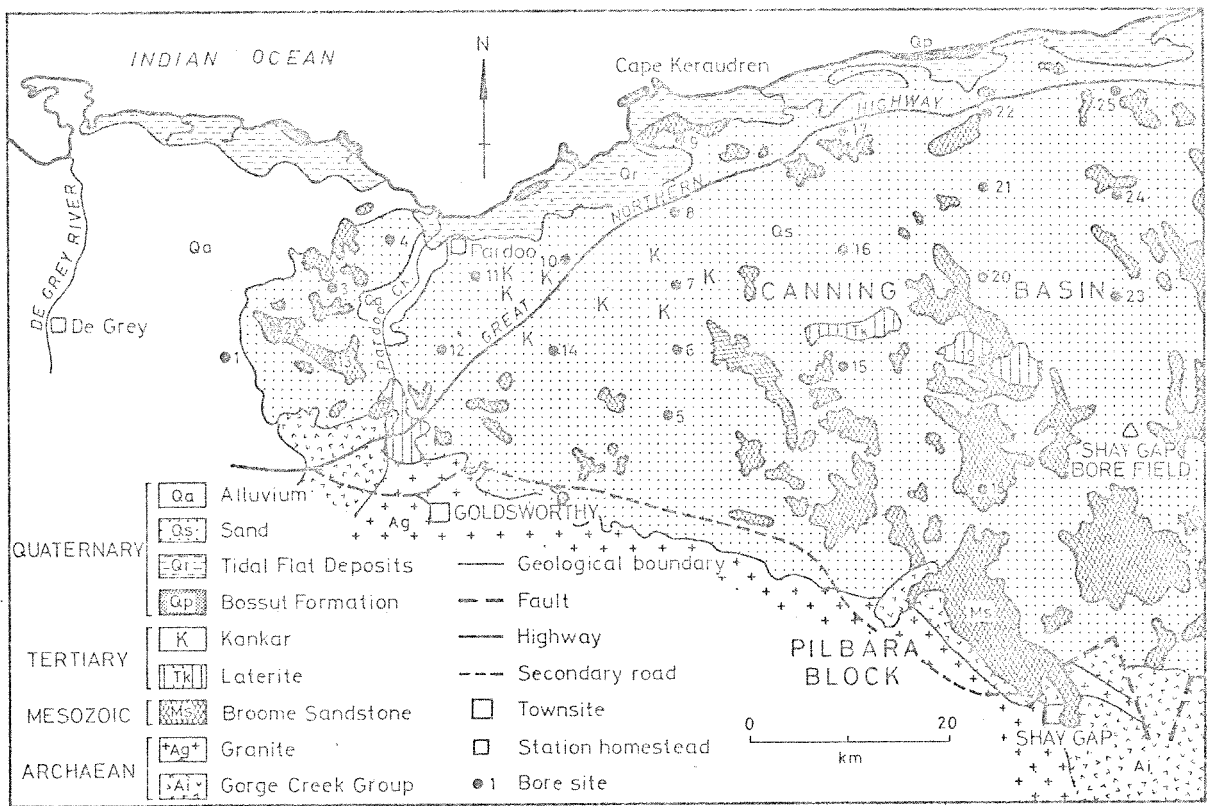 INDIAN OCEAN
N
Cape Keraudren
Qp
HIGHWAY
22
25
9
17
Qr
NORTHERN
21
24
8
Qs
Qa
4
Pardoo
16
10
K
11
K
K
7
K
20
CANNING BASIN
23
3
Pardoo Ck
K
K
K
DE GREY RIVER
De Grey
GREAT
K
Tk
1
12
14
6
15
5
SHAY GAP
BORE FIELD
Ag
GOLDSWORTHY
Ms
PILBARA
BLOCK
SHAY GAP
Ai
QUATERNARY
Qa Alluvium
Qs Sand
Qr Tidal Flat Deposits
Qp Bossut Formation
TERTIARY
K Kankar
Tk Laterite
MESOZOIC
Ms Broome Sandstone
ARCHAEAN
Ag Granite
Ai Gorge Creek Group
Geological boundary
Fault
Highway
Secondary road
Townsite
Station homestead
1 Bore site
0 20
km